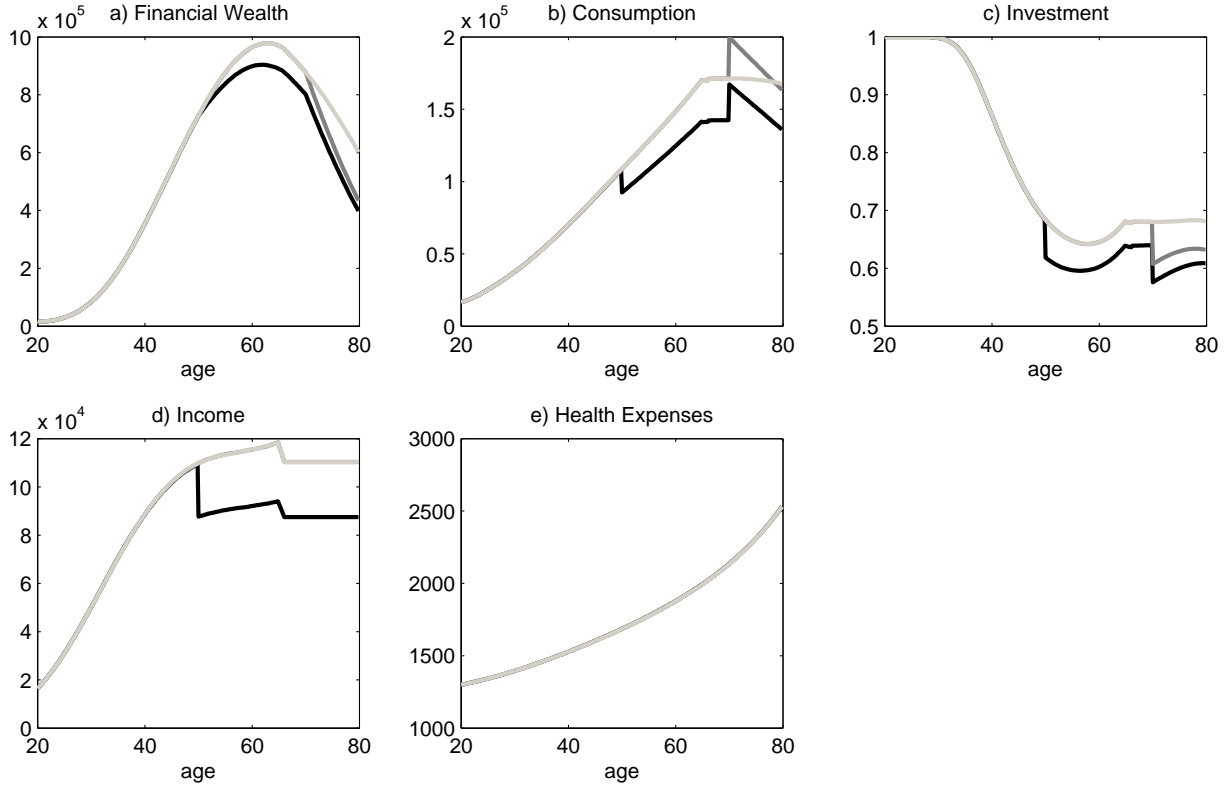 a) Financial Wealth
x 10^5
10
8
6
4
2
0
20 40 60 80
age
b) Consumption
x 10^5
2
1.5
1
0.5
0
20 40 60 80
age
c) Investment
1
0.9
0.8
0.7
0.6
0.5
20 40 60 80
age
d) Income
x 10^4
12
10
8
6
4
2
0
20 40 60 80
age
e) Health Expenses
3000
2500
2000
1500
1000
20 40 60 80
age